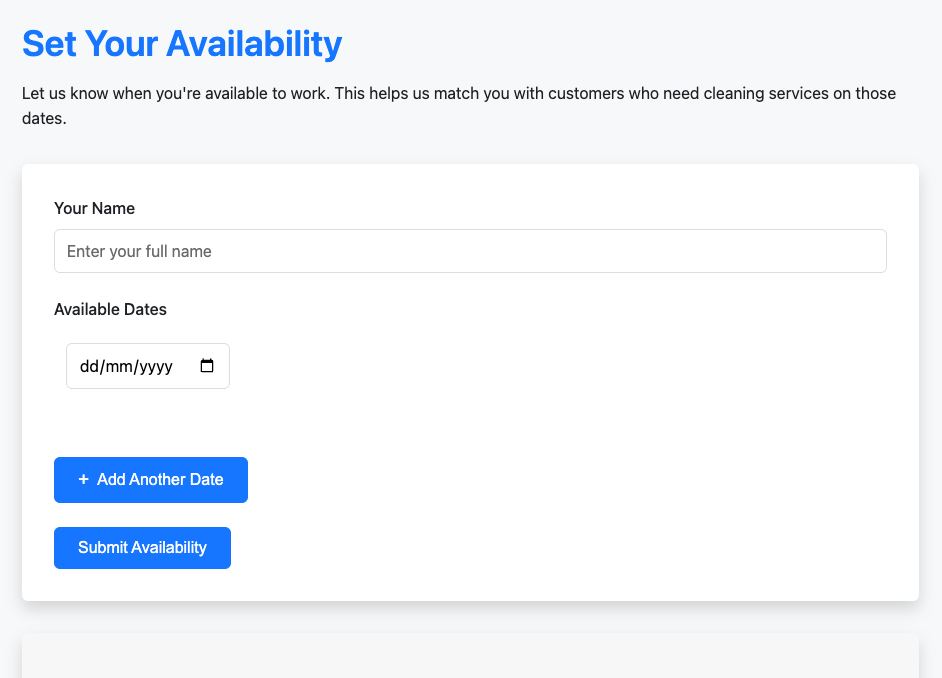 Set Your Availability
Let us know when you're available to work. This helps us match you with customers who need cleaning services on those
dates.
Your Name
Enter your full name
Available Dates
dd/mm/yyyy
+ Add Another Date
Submit Availability